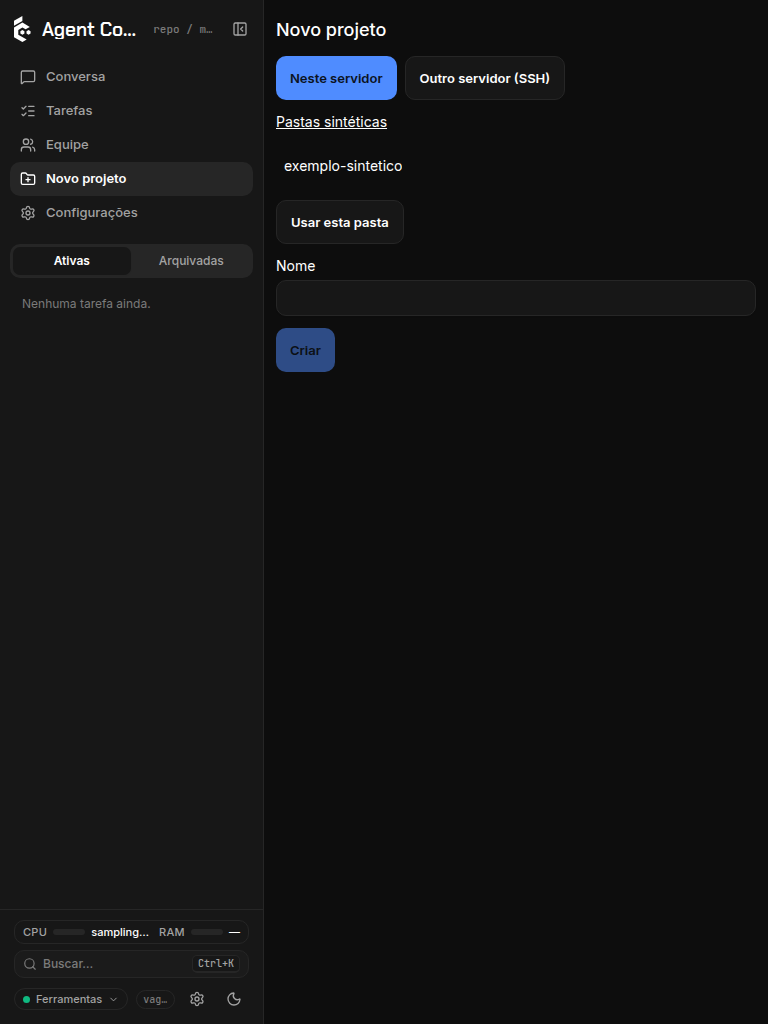 Agent Co...
repo / m…
Conversa
Tarefas
Equipe
Novo projeto
Configurações
Ativas
Arquivadas
Nenhuma tarefa ainda.
CPU sampling… RAM —
Buscar... Ctrl+K
Ferramentas vag…
Novo projeto
Neste servidor
Outro servidor (SSH)
Pastas sintéticas
exemplo-sintetico
Usar esta pasta
Nome
Criar